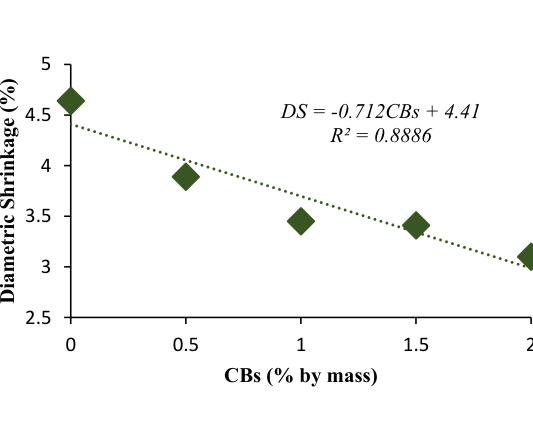 5
4.5
4
3.5
3
2.5
Diametric Shrinkage (%)
DS = -0.712CBs + 4.41
R² = 0.8886
0 0.5 1 1.5 2
CBs (% by mass)